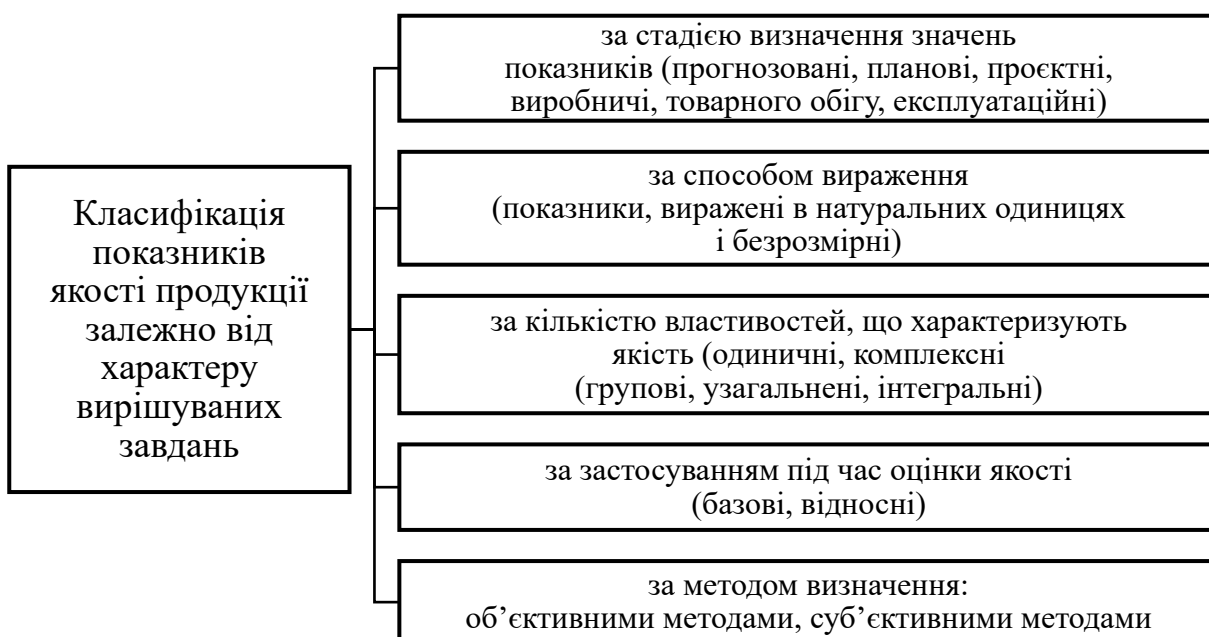 Класифікація
показників
якості продукції
залежно від
характеру
вирішуваних
завдань
за стадією визначення значень
показників (прогнозовані, планові, проєктні,
виробничі, товарного обігу, експлуатаційні)
за способом вираження
(показники, виражені в натуральних одиницях
і безрозмірні)
за кількістю властивостей, що характеризують
якість (одиничні, комплексні
(групові, узагальнені, інтегральні)
за застосуванням під час оцінки якості
(базові, відносні)
за методом визначення:
об’єктивними методами, суб’єктивними методами